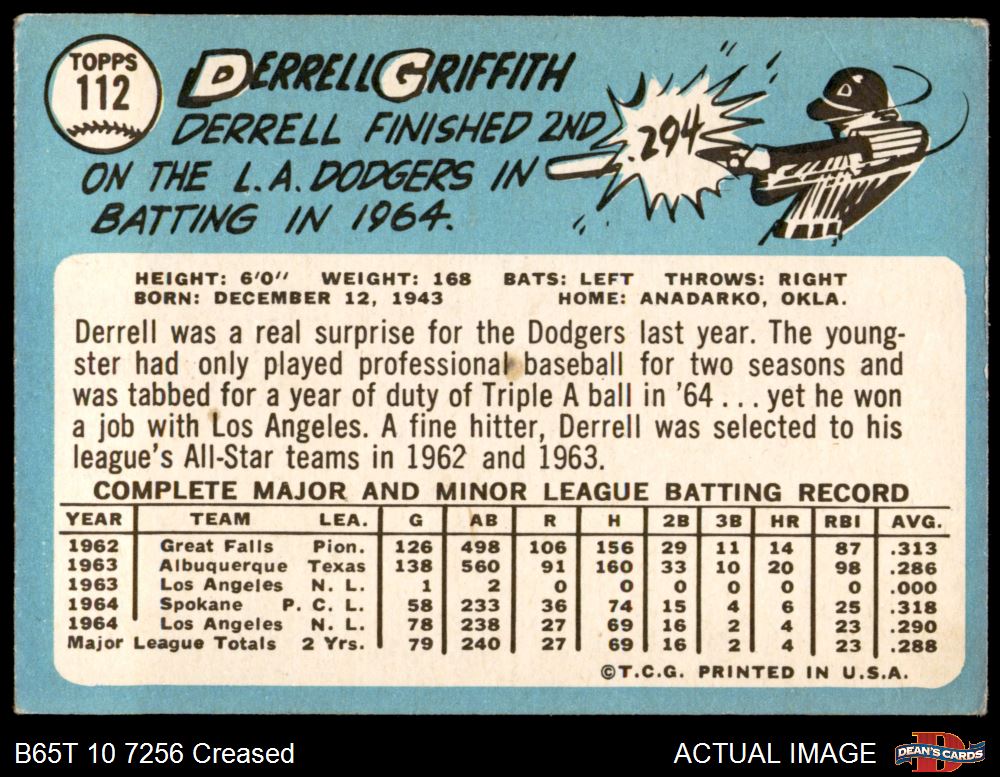 TOPPS
112
DERRELL GRIFFITH
DERRELL FINISHED 2ND
ON THE L.A. DODGERS IN
BATTING IN 1964.
.294
D
HEIGHT: 6'0" WEIGHT: 168 BATS: LEFT THROWS: RIGHT
BORN: DECEMBER 12, 1943 HOME: ANADARKO, OKLA.
Derrell was a real surprise for the Dodgers last year. The young-
ster had only played professional baseball for two seasons and
was tabbed for a year of duty of Triple A ball in '64 . . . yet he won
a job with Los Angeles. A fine hitter, Derrell was selected to his
league's All-Star teams in 1962 and 1963.
COMPLETE MAJOR AND MINOR LEAGUE BATTING RECORD
YEAR TEAM LEA. G AB R H 2B 3B HR RBI AVG.
1962 Great Falls Pion. 126 498 106 156 29 11 14 87 .313
1963 Albuquerque Texas 138 560 91 160 33 10 20 98 .286
1963 Los Angeles N. L. 1 2 0 0 0 0 0 0 .000
1964 Spokane P. C. L. 58 233 36 74 15 4 6 25 .318
1964 Los Angeles N. L. 78 238 27 69 16 2 4 23 .290
Major League Totals 2 Yrs. 79 240 27 69 16 2 4 23 .288
©T.C.G. PRINTED IN U.S.A.
B65T 10 7256 Creased
ACTUAL IMAGE
DEAN'S CARDS